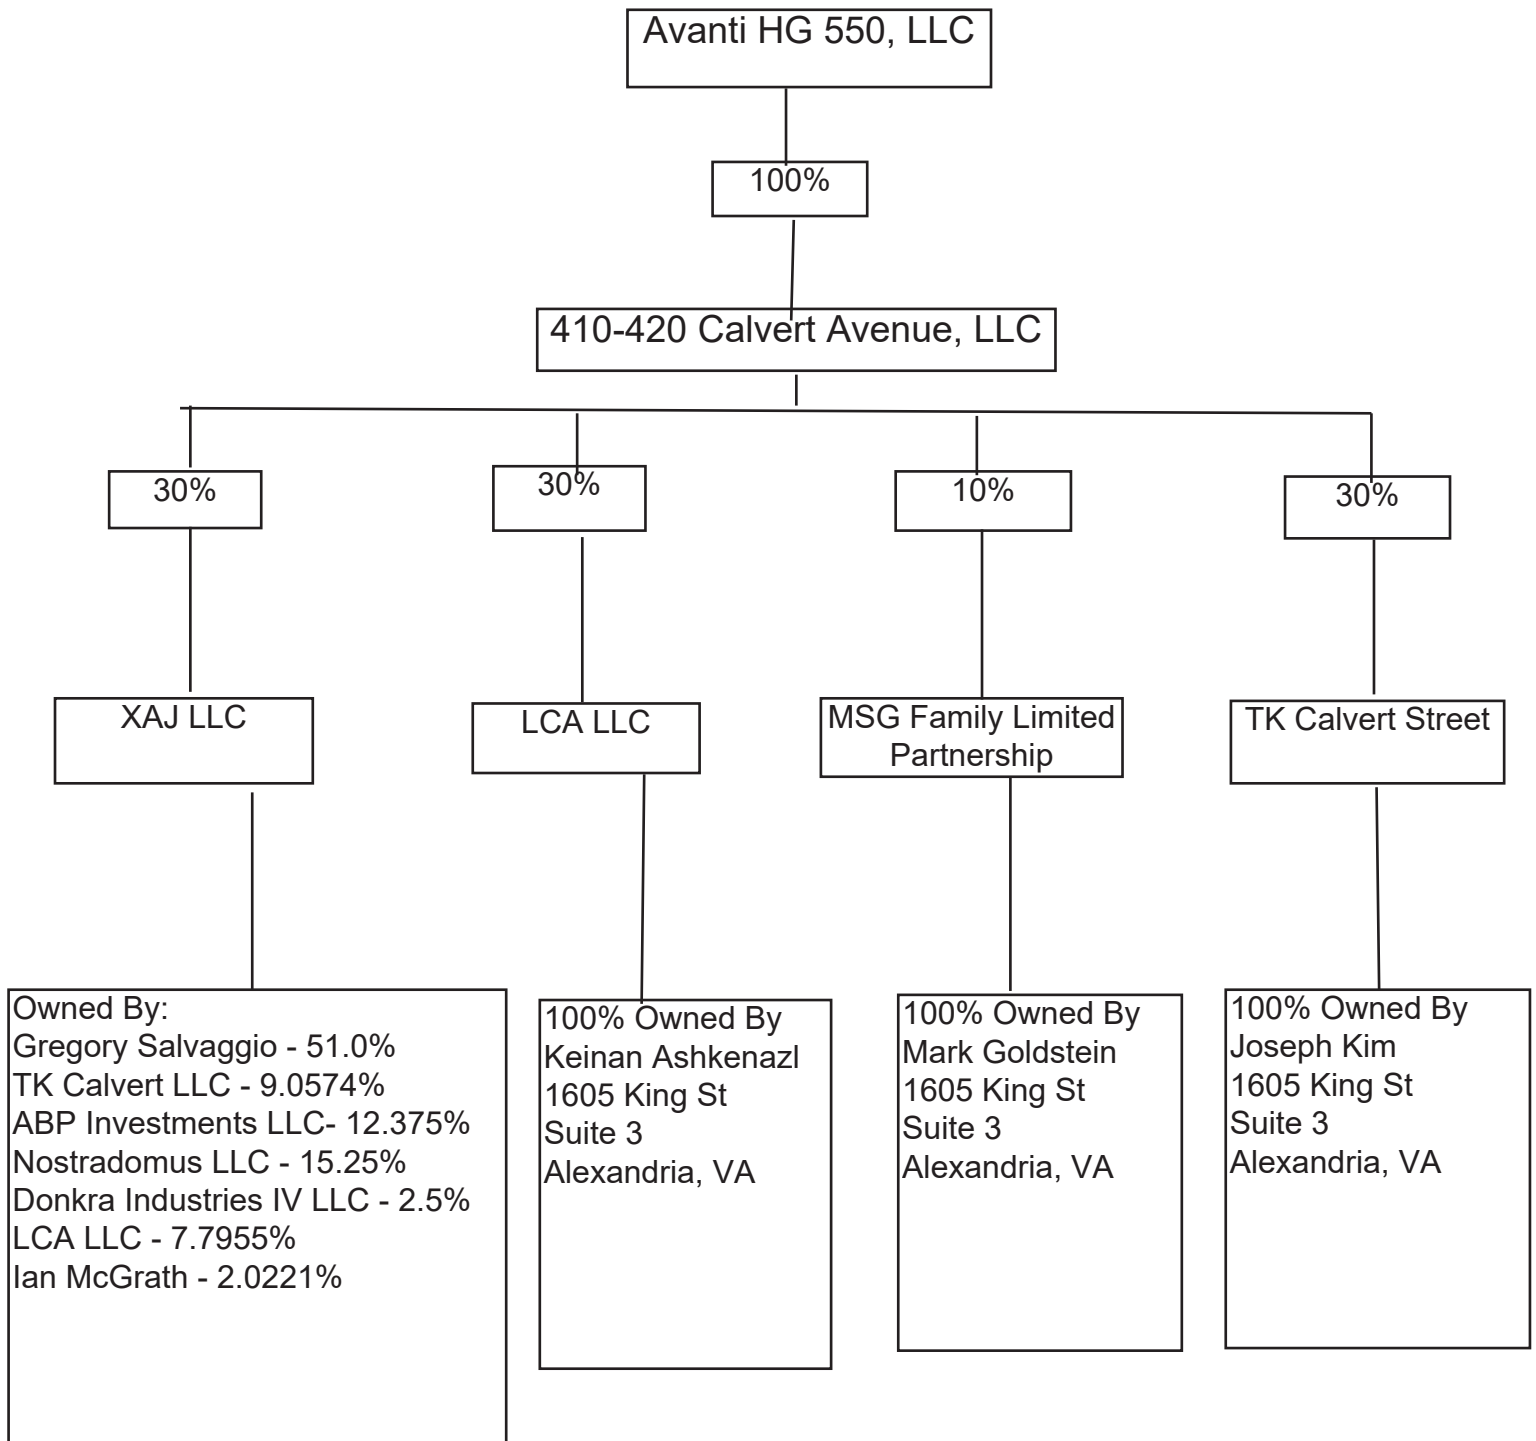 Avanti HG 550, LLC
100%
410-420 Calvert Avenue, LLC
30%
30%
10%
30%
XAJ LLC
LCA LLC
MSG Family Limited
Partnership
TK Calvert Street
Owned By:
Gregory Salvaggio - 51.0%
TK Calvert LLC - 9.0574%
ABP Investments LLC- 12.375%
Nostradomus LLC - 15.25%
Donkra Industries IV LLC - 2.5%
LCA LLC - 7.7955%
Ian McGrath - 2.0221%
100% Owned By
Keinan Ashkenazl
1605 King St
Suite 3
Alexandria, VA
100% Owned By
Mark Goldstein
1605 King St
Suite 3
Alexandria, VA
100% Owned By
Joseph Kim
1605 King St
Suite 3
Alexandria, VA